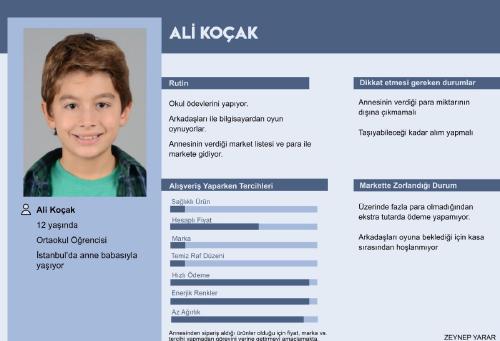 ALİ KOÇAK
Ali Koçak
12 yaşında
Ortaokul Öğrencisi
İstanbul'da anne babasıyla
yaşıyor
Rutin
Okul ödevlerini yapıyor.
Arkadaşları ile bilgisayardan oyun
oynuyorlar.
Annesinin verdiği market listesi ve para ile
markete gidiyor.
Alışveriş Yaparken Tercihleri
Sağlıklı Ürün
Hesaplı Fiyat
Marka
Temiz Raf Düzeni
Hızlı Ödeme
Enerjik Renkler
Az Ağırlık
Annesinden sipariş aldığı ürünler olduğu için fiyat, marka vs.
tercihi yapmadan görevini yerine getirmeyi amaçlamakta.
Dikkat etmesi gereken durumlar
Annesinin verdiği para miktarının
dışına çıkmamalı
Taşıyabileceği kadar alım yapmalı
Markette Zorlandığı Durum
Üzerinde fazla para olmadığından
ekstra tutarda ödeme yapamıyor.
Arkadaşları oyuna beklediği için kasa
sırasından hoşlanmıyor
ZEYNEP YARAR